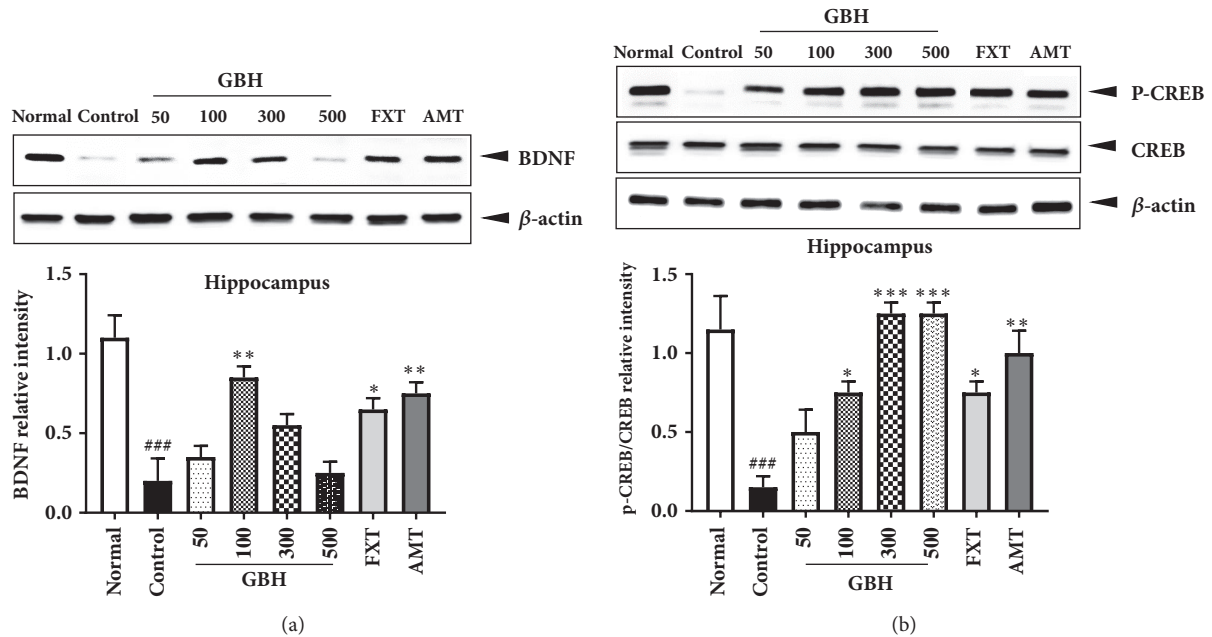 GBH
Normal Control 50 100 300 500 FXT AMT
BDNF
β-actin
Hippocampus
BDNF relative intensity
1.5
1.0
0.5
0.0
###
**
*
**
Normal
Control
50
100
300
500
FXT
AMT
GBH
(a)
GBH
Normal Control 50 100 300 500 FXT AMT
P-CREB
CREB
β-actin
Hippocampus
p-CREB/CREB relative intensity
1.5
1.0
0.5
0.0
###
*
***
***
*
**
Normal
Control
50
100
300
500
FXT
AMT
GBH
(b)